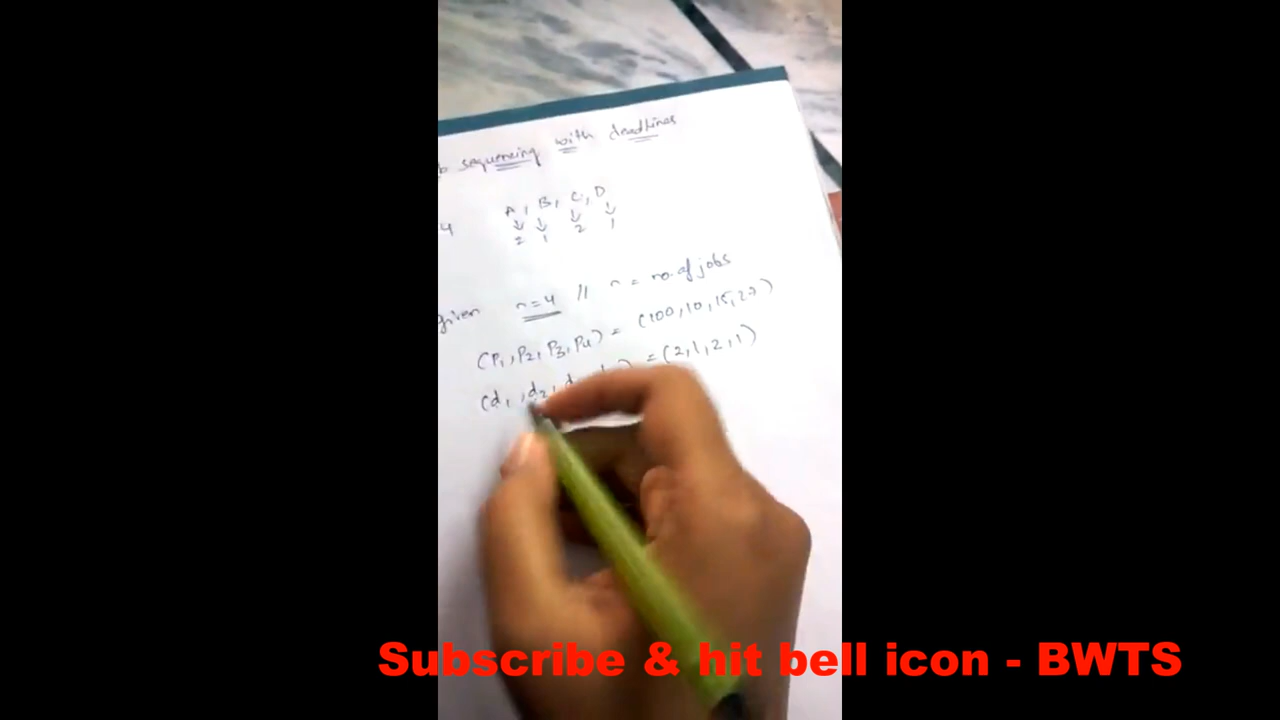 b sequencing with deadlines
4 A, B, C, D
2 1 2 1
given n=4 // n = no. of jobs
(P1, P2, P3, P4) = (100, 10, 15, 27)
(d1, d2, d = (2, 1, 2, 1)
Subscribe & hit bell icon - BWTS